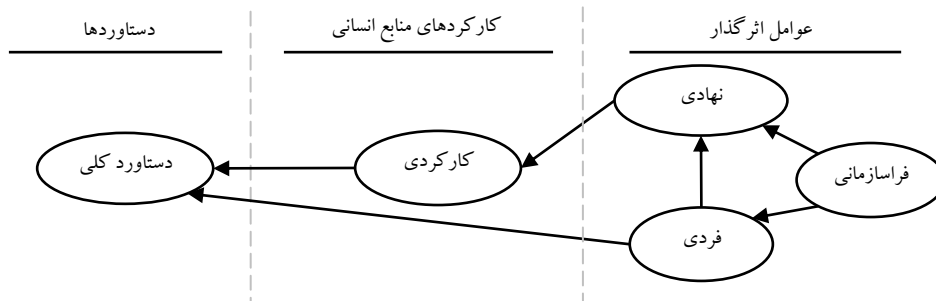 عوامل اثرگذار
کارکردهای منابع انسانی
دستاوردها
نهادی
کارکردی
دستاورد کلی
فراسازمانی
فردی